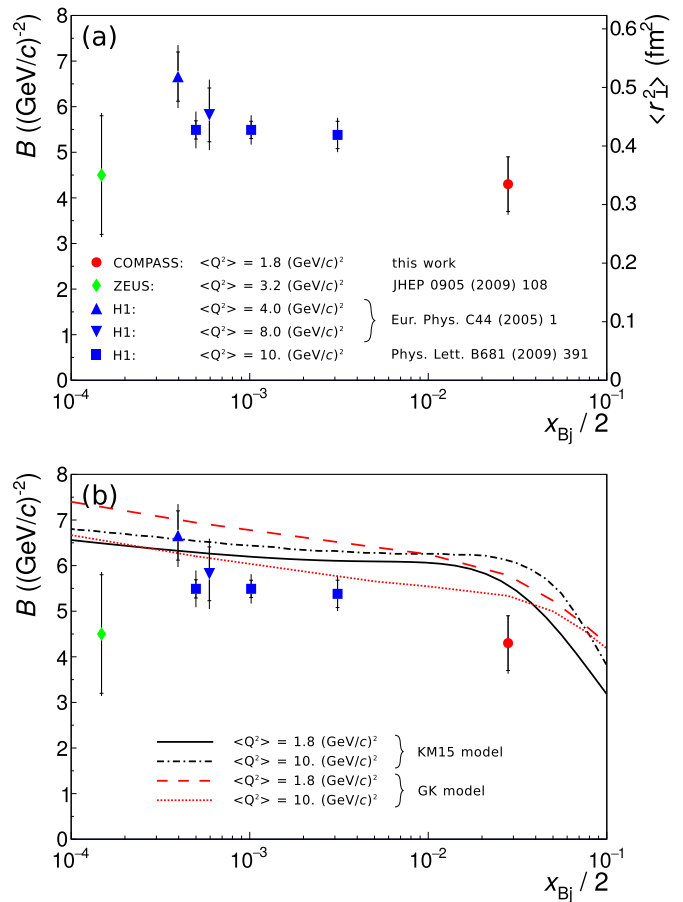 (a)
B ((GeV/c)⁻²)
<r²⊥> (fm²)
8
7
6
5
4
3
2
1
0
0.6
0.5
0.4
0.3
0.2
0.1
0
COMPASS: <Q²> = 1.8 (GeV/c)² this work
ZEUS: <Q²> = 3.2 (GeV/c)² JHEP 0905 (2009) 108
H1: <Q²> = 4.0 (GeV/c)²
Eur. Phys. C44 (2005) 1
H1: <Q²> = 8.0 (GeV/c)²
H1: <Q²> = 10. (GeV/c)² Phys. Lett. B681 (2009) 391
10⁻⁴ 10⁻³ 10⁻² 10⁻¹
x_Bj / 2
(b)
B ((GeV/c)⁻²)
8
7
6
5
4
3
2
1
0
<Q²> = 1.8 (GeV/c)²
KM15 model
<Q²> = 10. (GeV/c)²
<Q²> = 1.8 (GeV/c)²
GK model
<Q²> = 10. (GeV/c)²
10⁻⁴ 10⁻³ 10⁻² 10⁻¹
x_Bj / 2